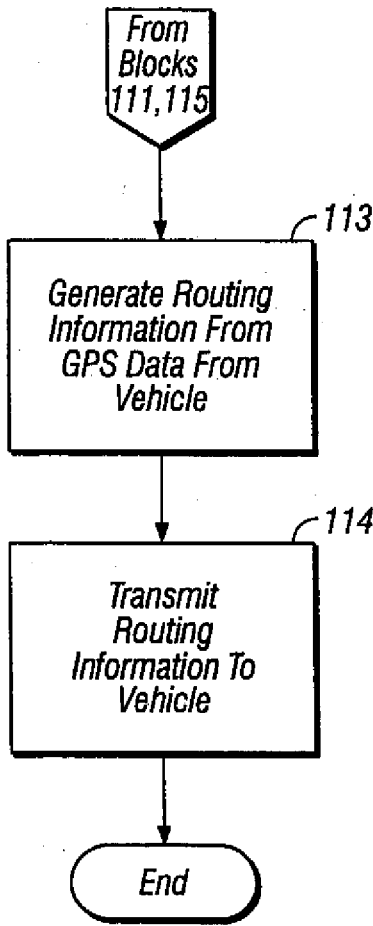 From
Blocks
111, 115
113
Generate Routing
Information From
GPS Data From
Vehicle
114
Transmit
Routing
Information To
Vehicle
End